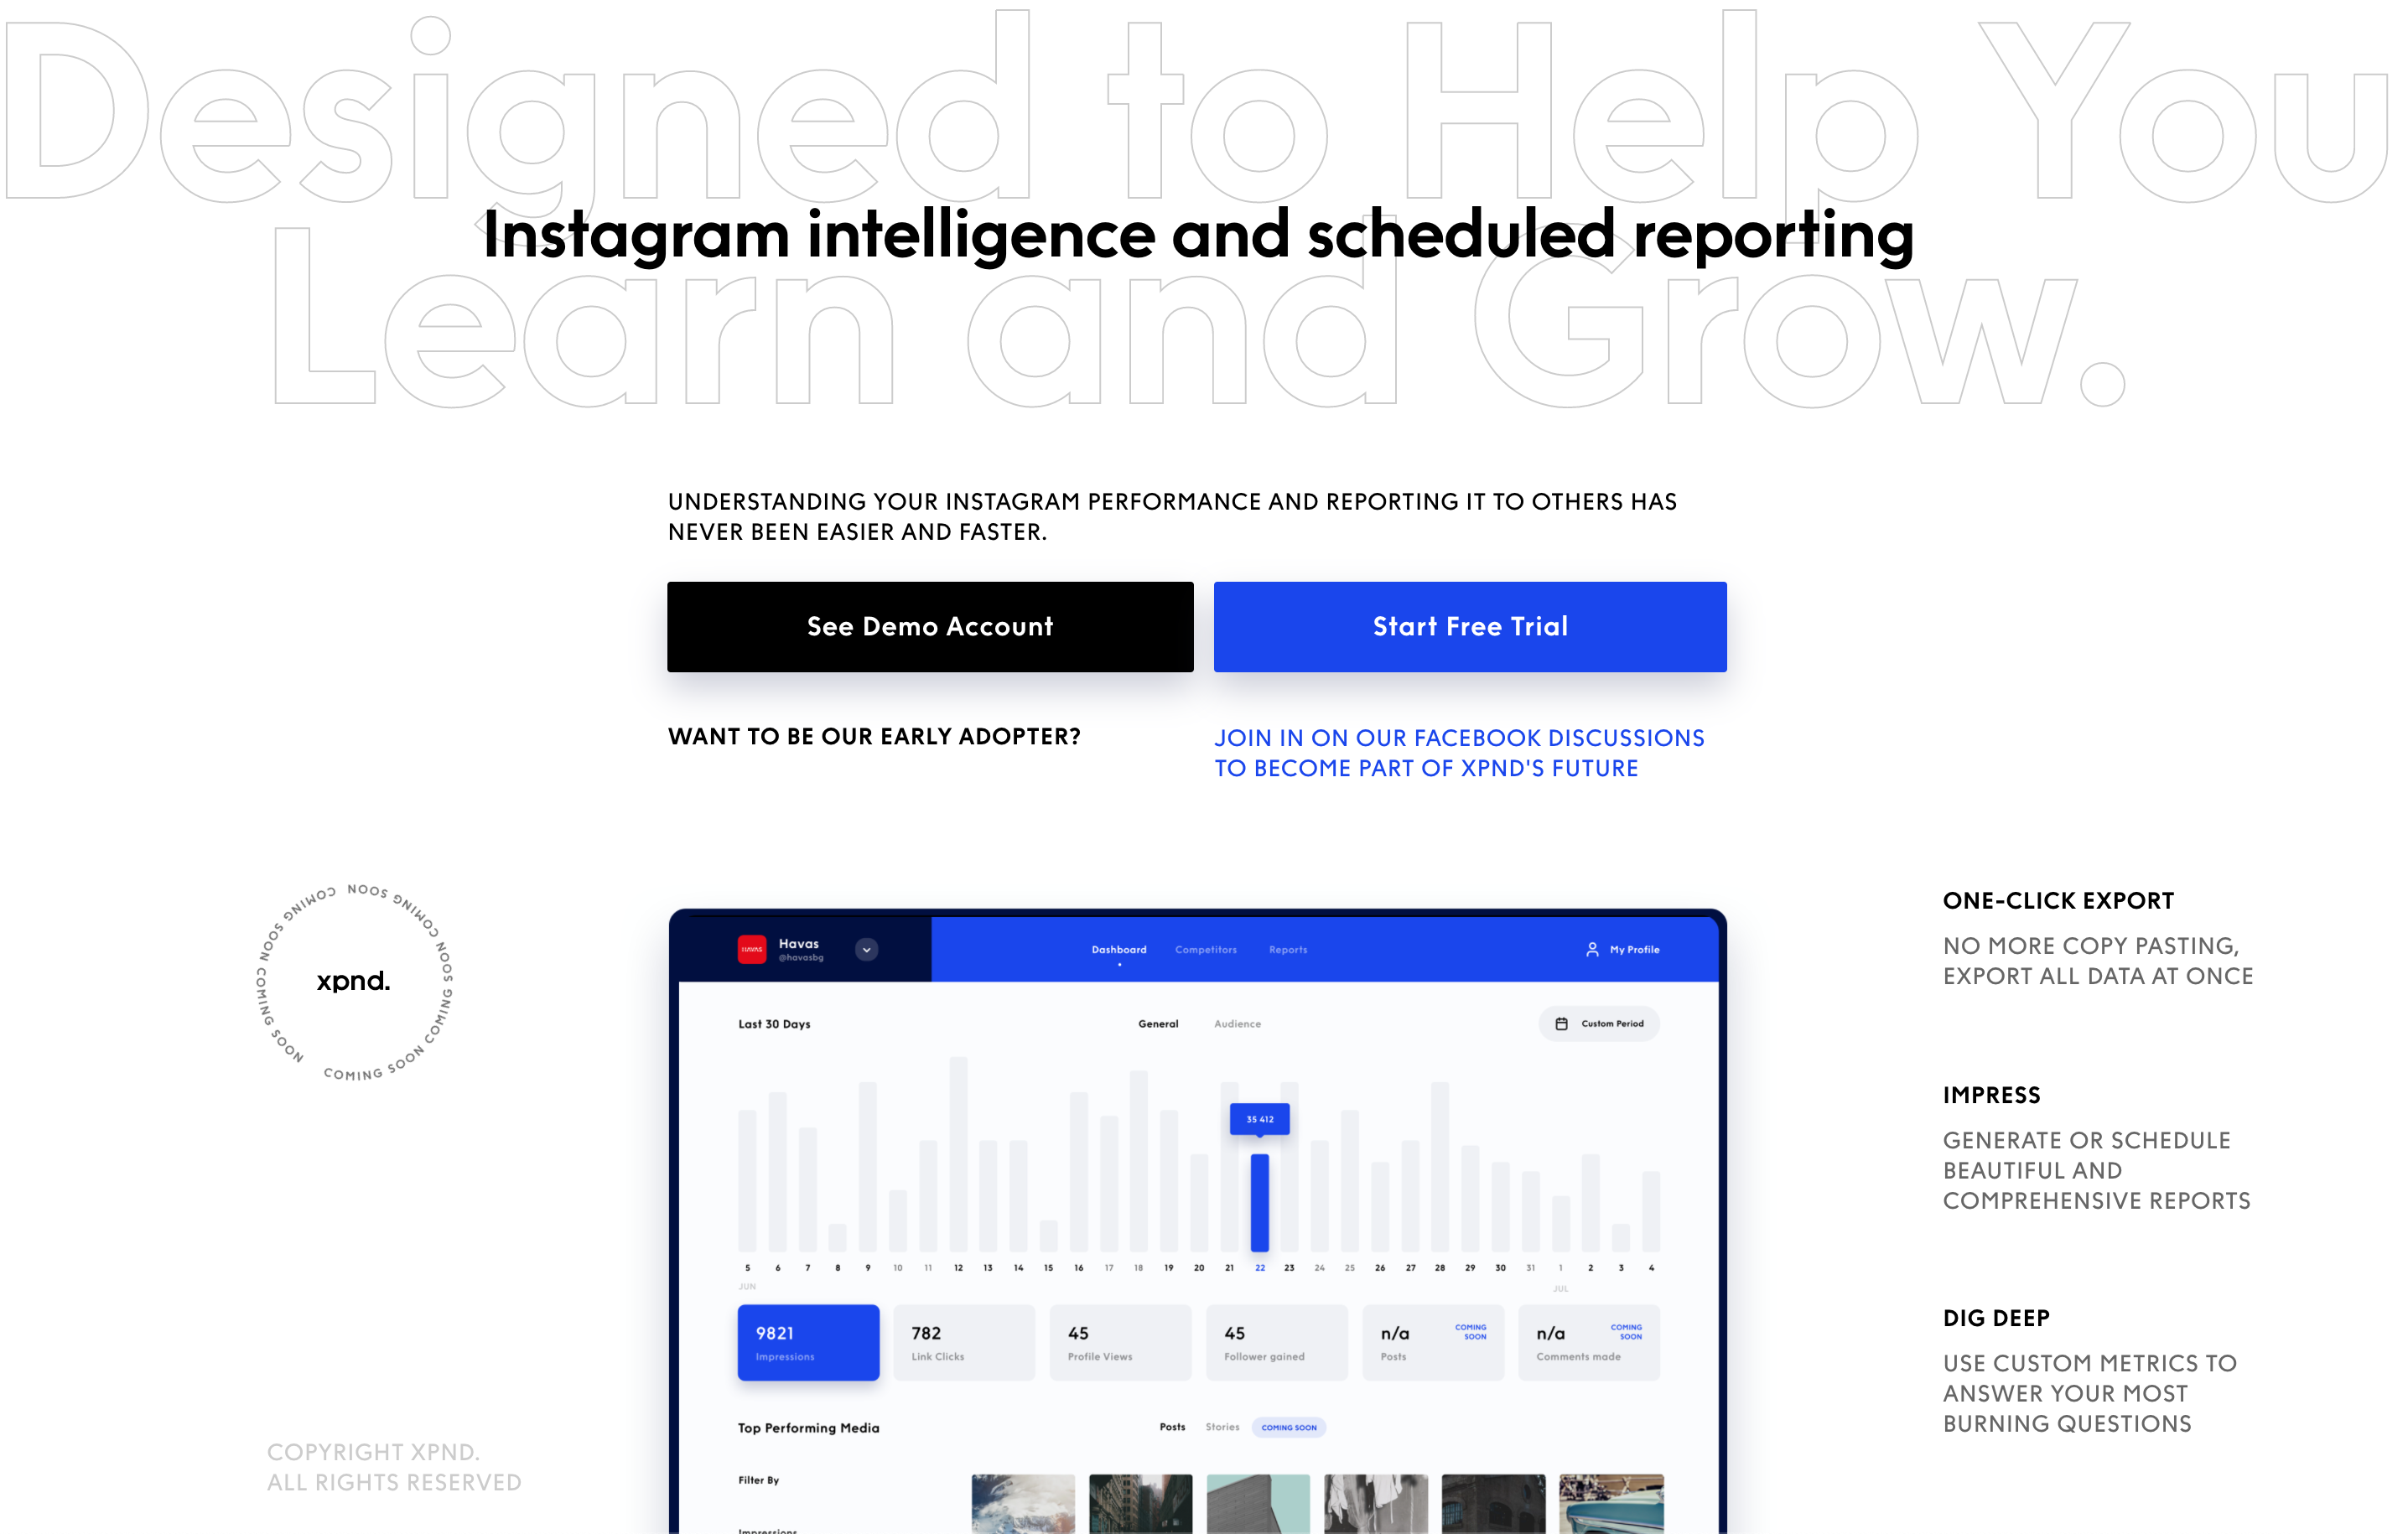 Designed to Help You
Learn and Grow.
Instagram intelligence and scheduled reporting
UNDERSTANDING YOUR INSTAGRAM PERFORMANCE AND REPORTING IT TO OTHERS HAS
NEVER BEEN EASIER AND FASTER.
See Demo Account
Start Free Trial
WANT TO BE OUR EARLY ADOPTER?
JOIN IN ON OUR FACEBOOK DISCUSSIONS
TO BECOME PART OF XPND'S FUTURE
COMING SOON COMING SOON COMING SOON COMING SOON COMING SOON
xpnd.
HAVAS
Havas
@havasbg
Dashboard
Competitors
Reports
My Profile
Last 30 Days
General
Audience
Custom Period
35 412
5 6 7 8 9 10 11 12 13 14 15 16 17 18 19 20 21 22 23 24 25 26 27 28 29 30 31 1 2 3 4
JUN
JUL
9821
Impressions
782
Link Clicks
45
Profile Views
45
Follower gained
n/a
COMING
SOON
Posts
n/a
COMING
SOON
Comments made
Top Performing Media
Posts
Stories
COMING SOON
Filter By
Impressions
ONE-CLICK EXPORT
NO MORE COPY PASTING,
EXPORT ALL DATA AT ONCE
IMPRESS
GENERATE OR SCHEDULE
BEAUTIFUL AND
COMPREHENSIVE REPORTS
DIG DEEP
USE CUSTOM METRICS TO
ANSWER YOUR MOST
BURNING QUESTIONS
COPYRIGHT XPND.
ALL RIGHTS RESERVED